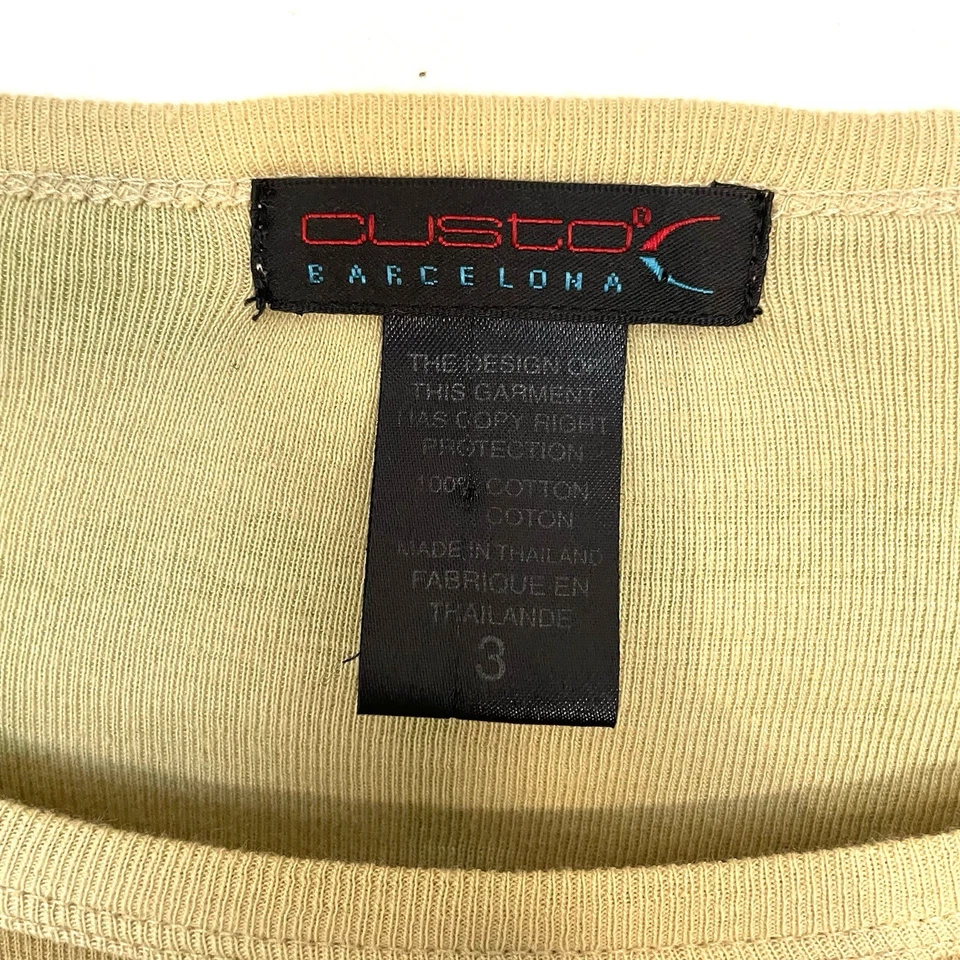 custo®
BARCELONA
THE DESIGN OF
THIS GARMENT
HAS COPY RIGHT
PROTECTION
100% COTTON
COTON
MADE IN THAILAND
FABRIQUE EN
THAILANDE
3